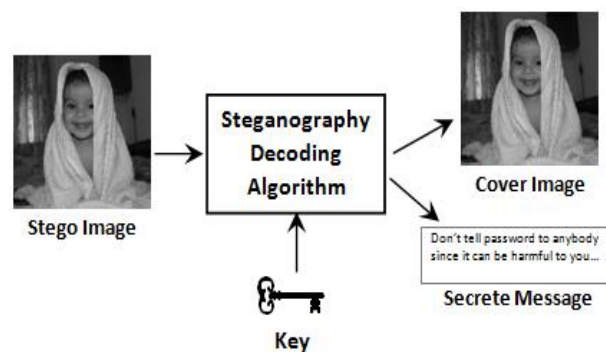 Steganography
Decoding
Algorithm
Stego Image
Cover Image
Don't tell password to anybody
since it can be harmful to you...
Secrete Message
Key